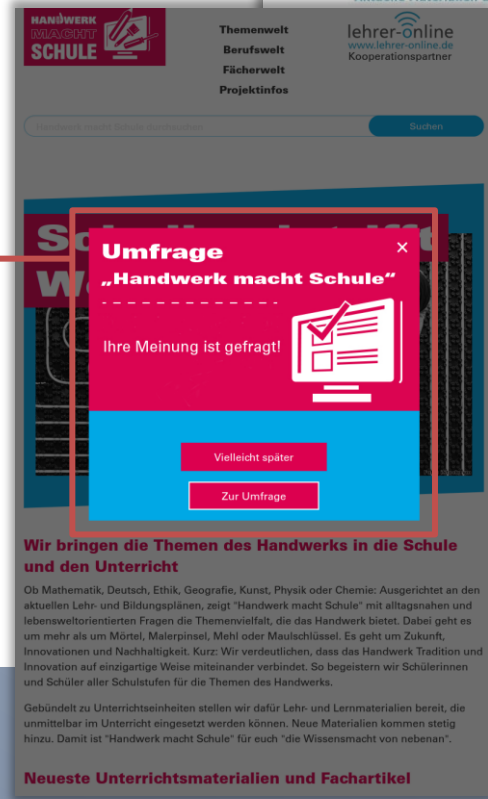 HANDWERK
MACHT
SCHULE
Themenwelt
Berufswelt
Fächerwelt
Projektinfos
lehrer-online
www.lehrer-online.de
Kooperationspartner
Handwerk macht Schule durchsuchen
Suchen
Umfrage
„Handwerk macht Schule“
Ihre Meinung ist gefragt!
Vielleicht später
Zur Umfrage
Wir bringen die Themen des Handwerks in die Schule
und den Unterricht
Ob Mathematik, Deutsch, Ethik, Geografie, Kunst, Physik oder Chemie: Ausgerichtet an den
aktuellen Lehr- und Bildungsplänen, zeigt "Handwerk macht Schule" mit alltagsnahen und
lebensweltorientierten Fragen die Themenvielfalt, die das Handwerk bietet. Dabei geht es
um mehr als um Mörtel, Malerpinsel, Mehl oder Maulschlüssel. Es geht um Zukunft,
Innovationen und Nachhaltigkeit. Kurz: Wir verdeutlichen, dass das Handwerk Tradition und
Innovation auf einzigartige Weise miteinander verbindet. So begeistern wir Schülerinnen
und Schüler aller Schulstufen für die Themen des Handwerks.
Gebündelt zu Unterrichtseinheiten stellen wir dafür Lehr- und Lernmaterialien bereit, die
unmittelbar im Unterricht eingesetzt werden können. Neue Materialien kommen stetig
hinzu. Damit ist "Handwerk macht Schule" für euch "die Wissensmacht von nebenan".
Neueste Unterrichtsmaterialien und Fachartikel